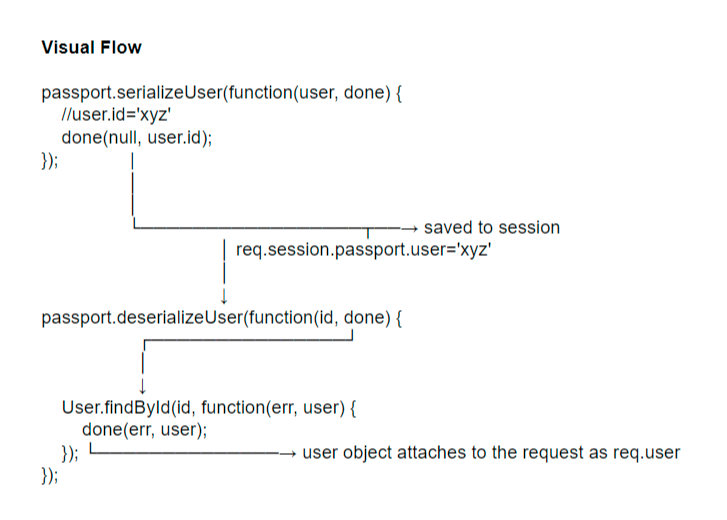 Visual Flow
passport.serializeUser(function(user, done) {
//user.id='xyz'
done(null, user.id);
});
saved to session
req.session.passport.user='xyz'
passport.deserializeUser(function(id, done) {
User.findById(id, function(err, user) {
done(err, user);
});
user object attaches to the request as req.user
});